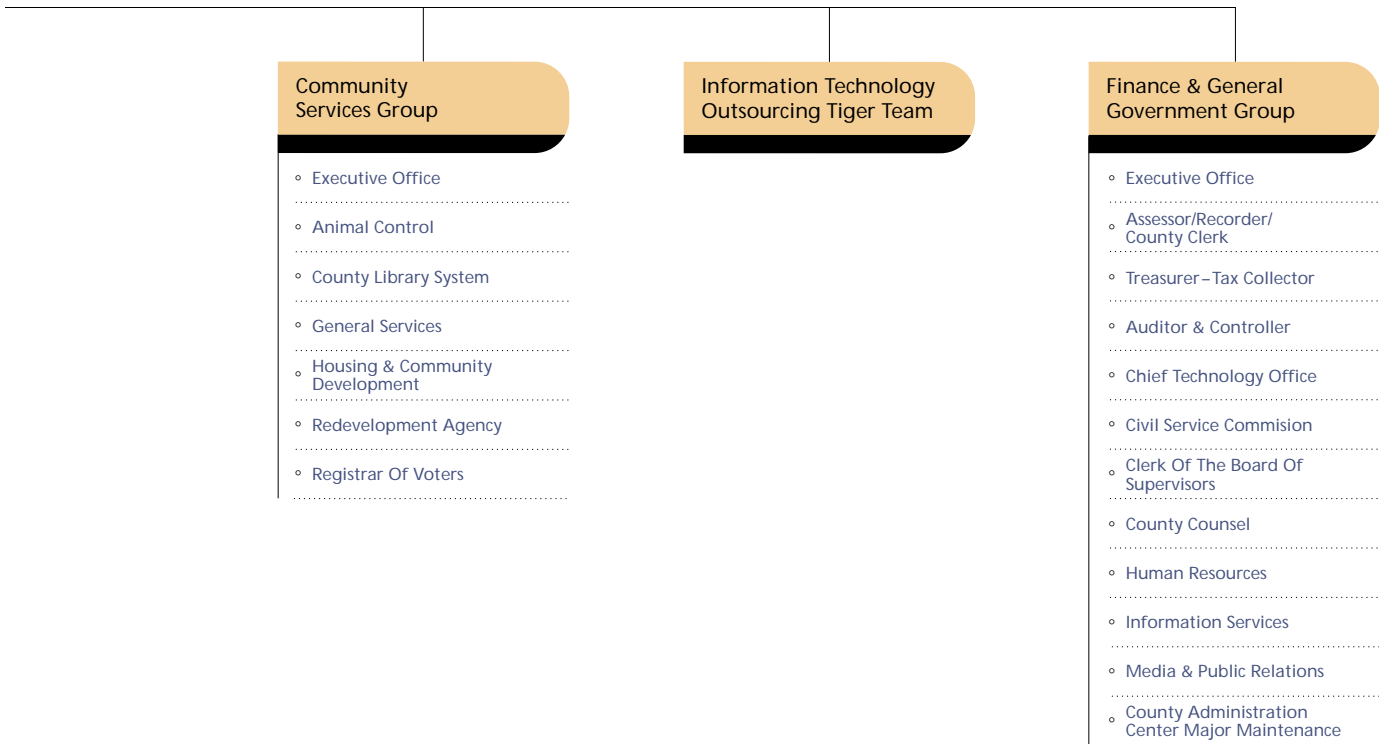 Community
Services Group
Executive Office
Animal Control
County Library System
General Services
Housing & Community
Development
Redevelopment Agency
Registrar Of Voters
Information Technology
Outsourcing Tiger Team
Finance & General
Government Group
Executive Office
Assessor/Recorder/
County Clerk
Treasurer–Tax Collector
Auditor & Controller
Chief Technology Office
Civil Service Commision
Clerk Of The Board Of
Supervisors
County Counsel
Human Resources
Information Services
Media & Public Relations
County Administration
Center Major Maintenance